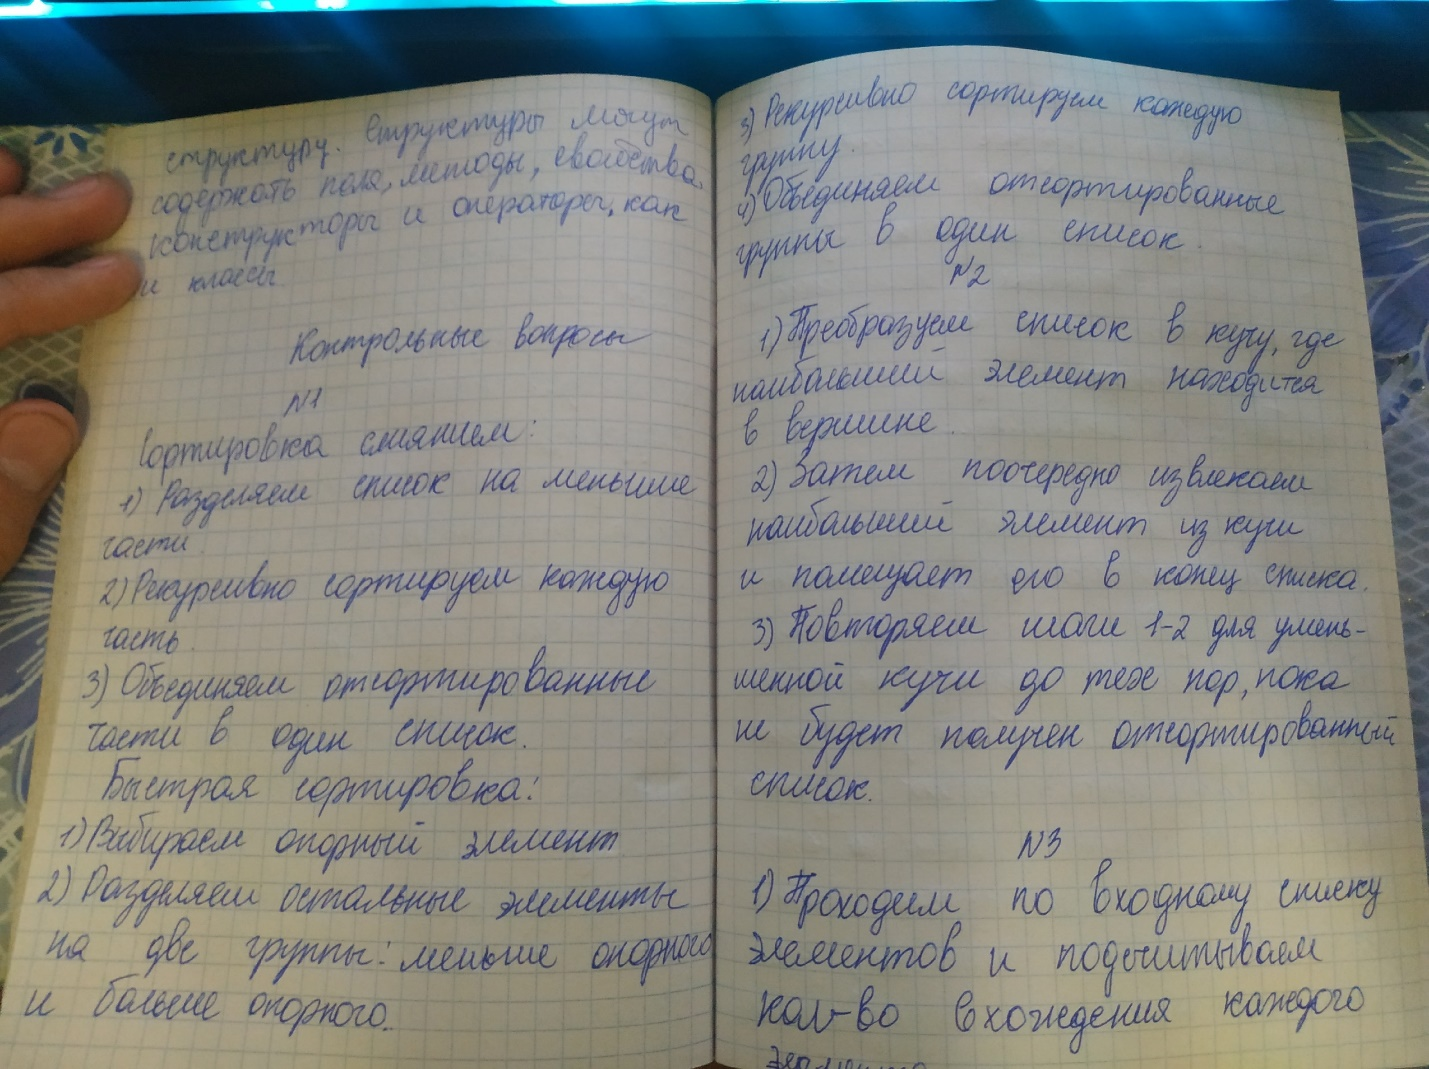 структуру. Структуры могут
содержать поля, методы, свойства,
конструкторы и операторы, как
и классы
Контрольные вопросы
№1
Сортировка слиянием:
1) Разделяем список на меньшие
части.
2) Рекурсивно сортируем каждую
часть.
3) Объединяем отсортированные
части в один список.
Быстрая сортировка:
1) Выбираем опорный элемент
2) Разделяем остальные элементы
на две группы: меньше опорного
и больше опорного.
3) Рекурсивно сортируем каждую
группу.
4) Объединяем отсортированные
группы в один список.
№2
1) Преобразуем список в кучу, где
наибольший элемент находится
в вершине.
2) Затем поочередно извлекаем
наибольший элемент из кучи
и помещает его в конец списка.
3) Повторяем шаги 1-2 для умень-
шенной кучи до тех пор, пока
не будет получен отсортированный
список.
№3
1) Проходим по входному списку
элементов и подсчитываем
кол-во вхождения каждого
элемента